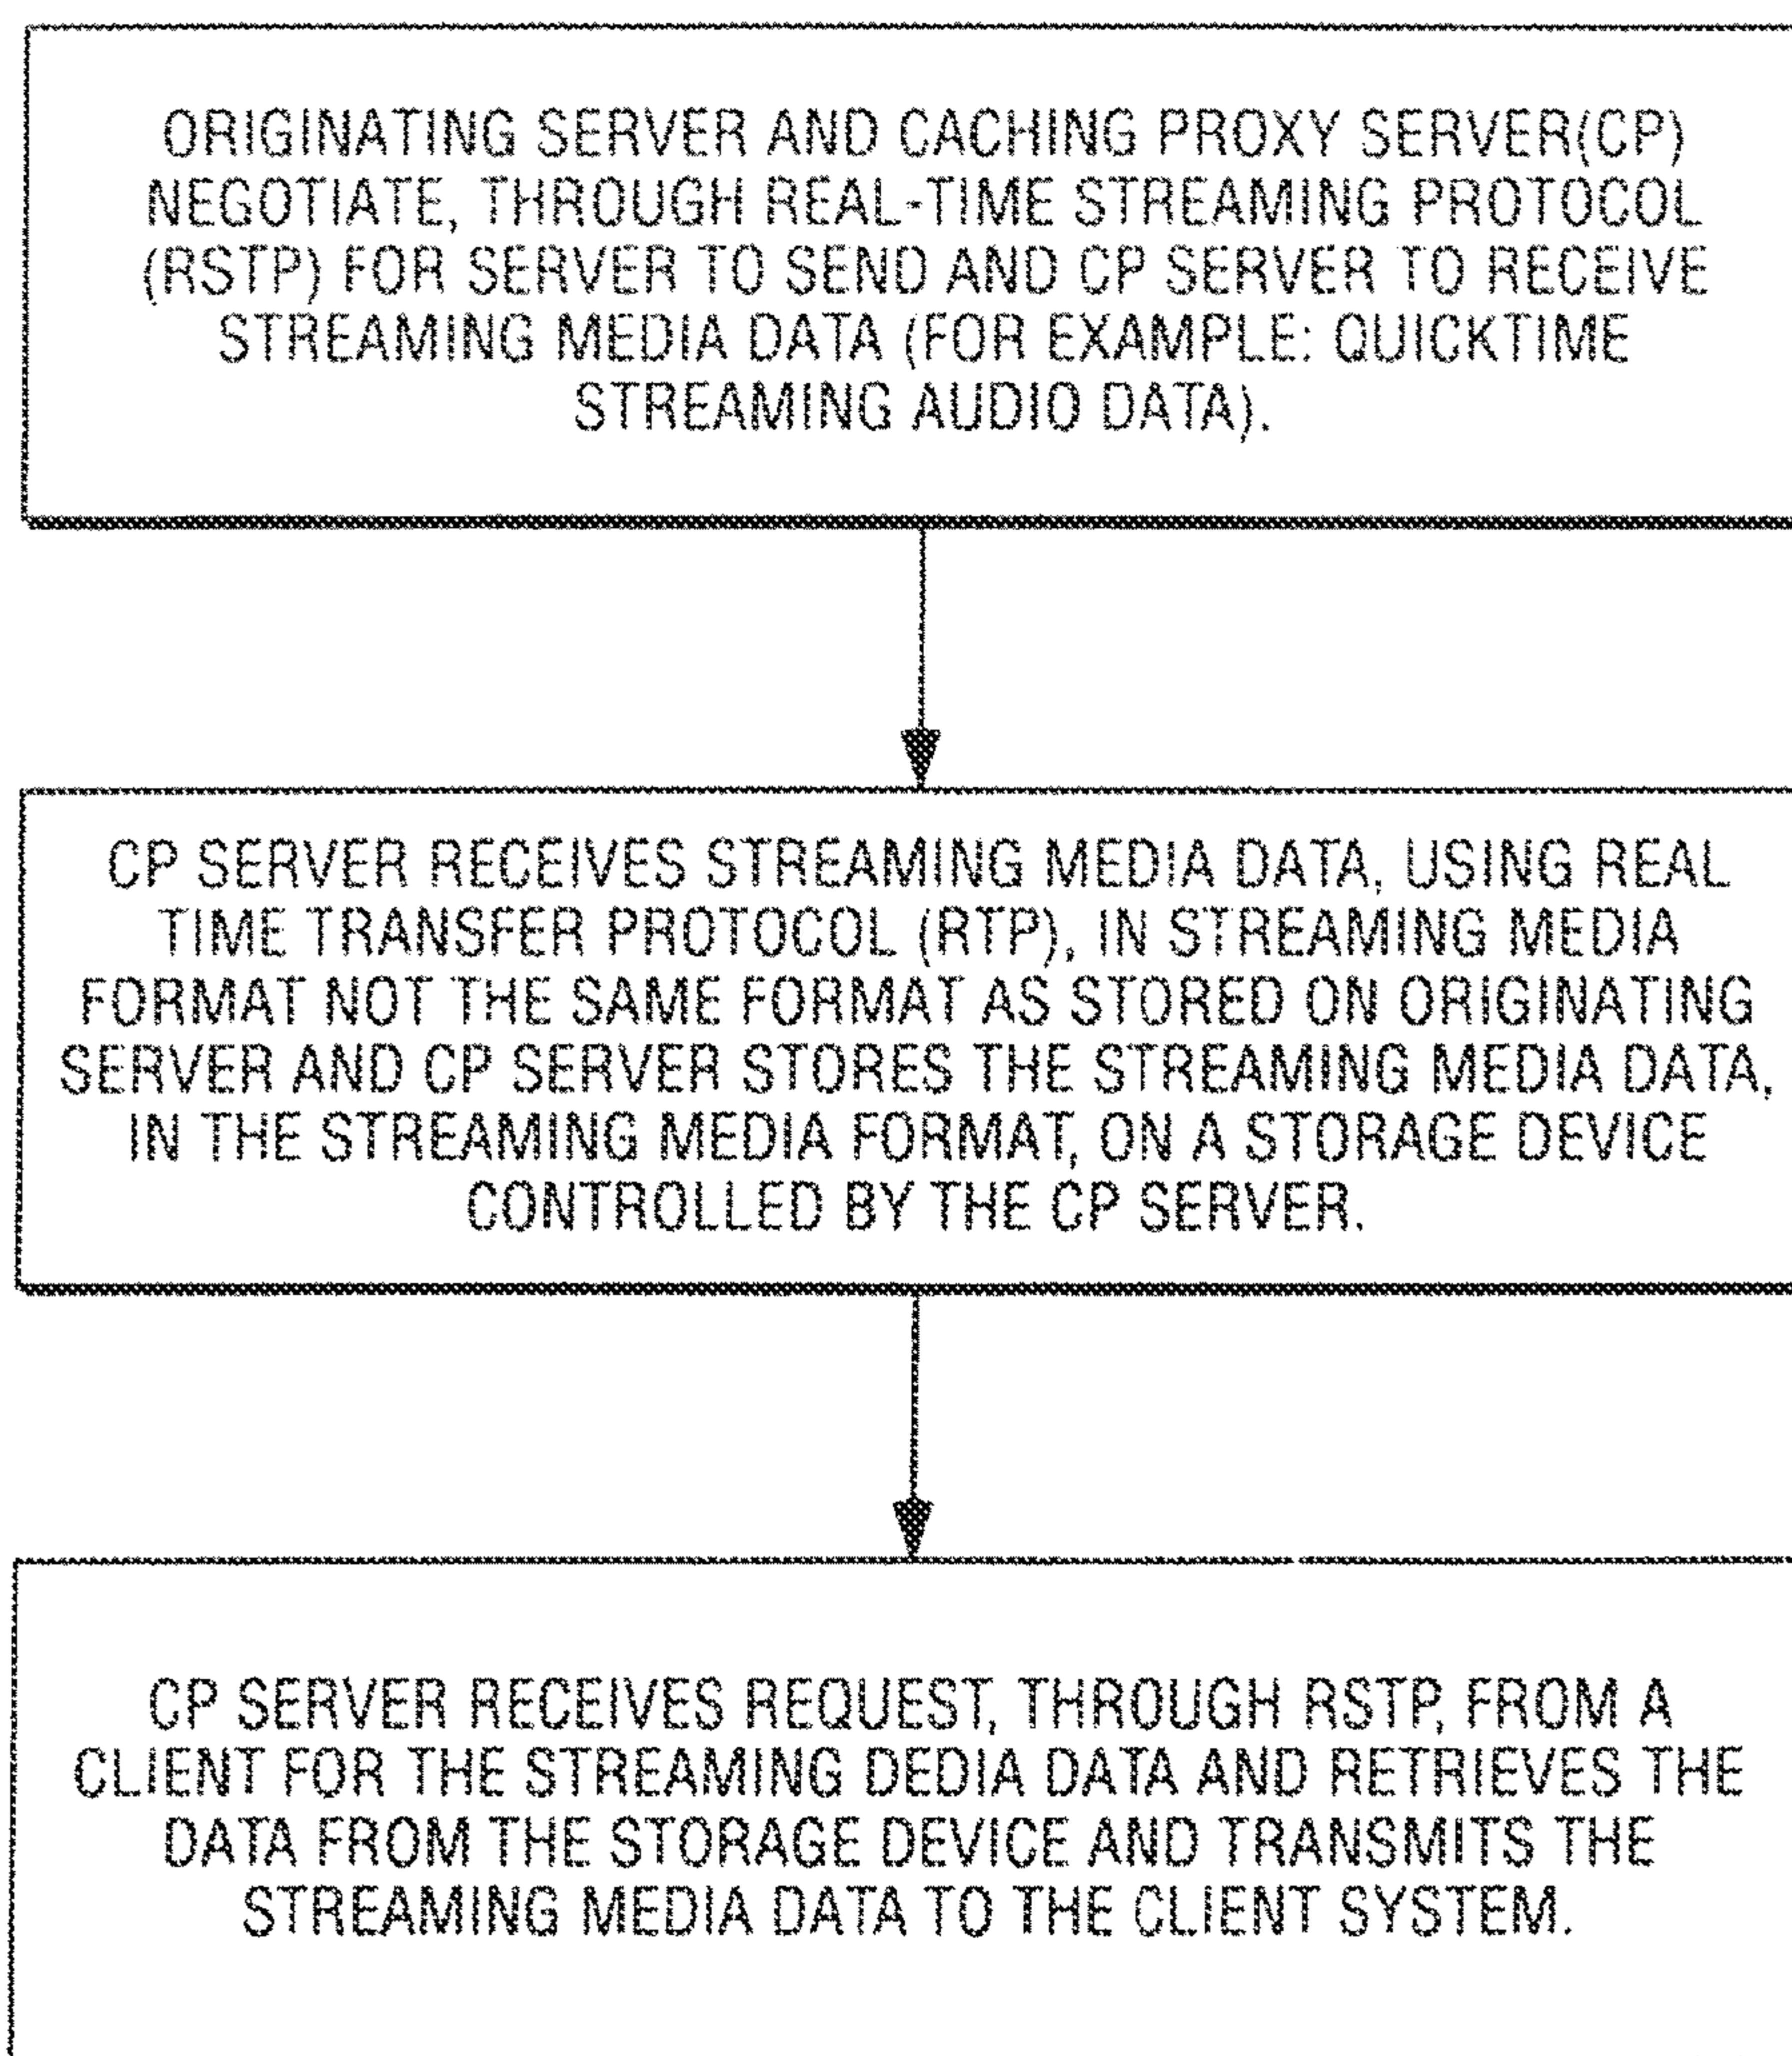 ORIGINATING SERVER AND CACHING PROXY SERVER(CP)
NEGOTIATE, THROUGH REAL-TIME STREAMING PROTOCOL
(RSTP) FOR SERVER TO SEND AND CP SERVER TO RECEIVE
STREAMING MEDIA DATA (FOR EXAMPLE: QUICKTIME
STREAMING AUDIO DATA).
CP SERVER RECEIVES STREAMING MEDIA DATA, USING REAL
TIME TRANSFER PROTOCOL (RTP), IN STREAMING MEDIA
FORMAT NOT THE SAME FORMAT AS STORED ON ORIGINATING
SERVER AND CP SERVER STORES THE STREAMING MEDIA DATA,
IN THE STREAMING MEDIA FORMAT, ON A STORAGE DEVICE
CONTROLLED BY THE CP SERVER.
CP SERVER RECEIVES REQUEST, THROUGH RSTP, FROM A
CLIENT FOR THE STREAMING DEDIA DATA AND RETRIEVES THE
DATA FROM THE STORAGE DEVICE AND TRANSMITS THE
STREAMING MEDIA DATA TO THE CLIENT SYSTEM.